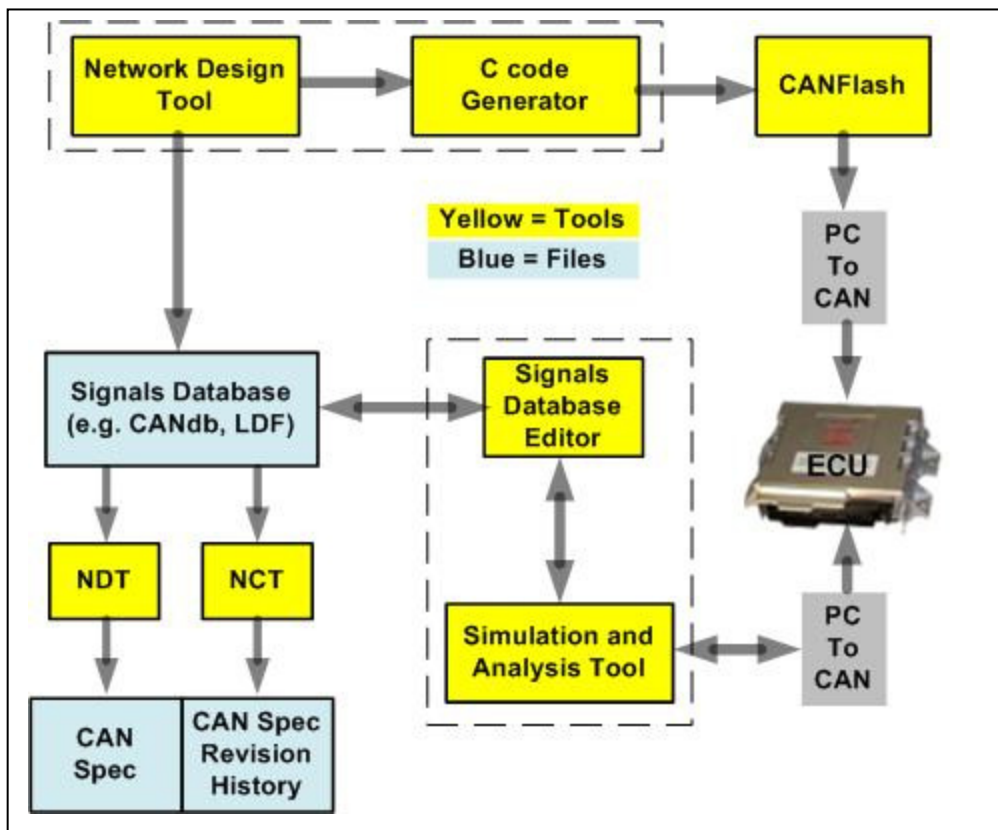 Network Design
Tool
C code
Generator
CANFlash
Yellow = Tools
Blue = Files
PC
To
CAN
Signals Database
(e.g. CANdb, LDF)
Signals
Database
Editor
ECU
NDT
NCT
Simulation and
Analysis Tool
PC
To
CAN
CAN
Spec
CAN Spec
Revision
History